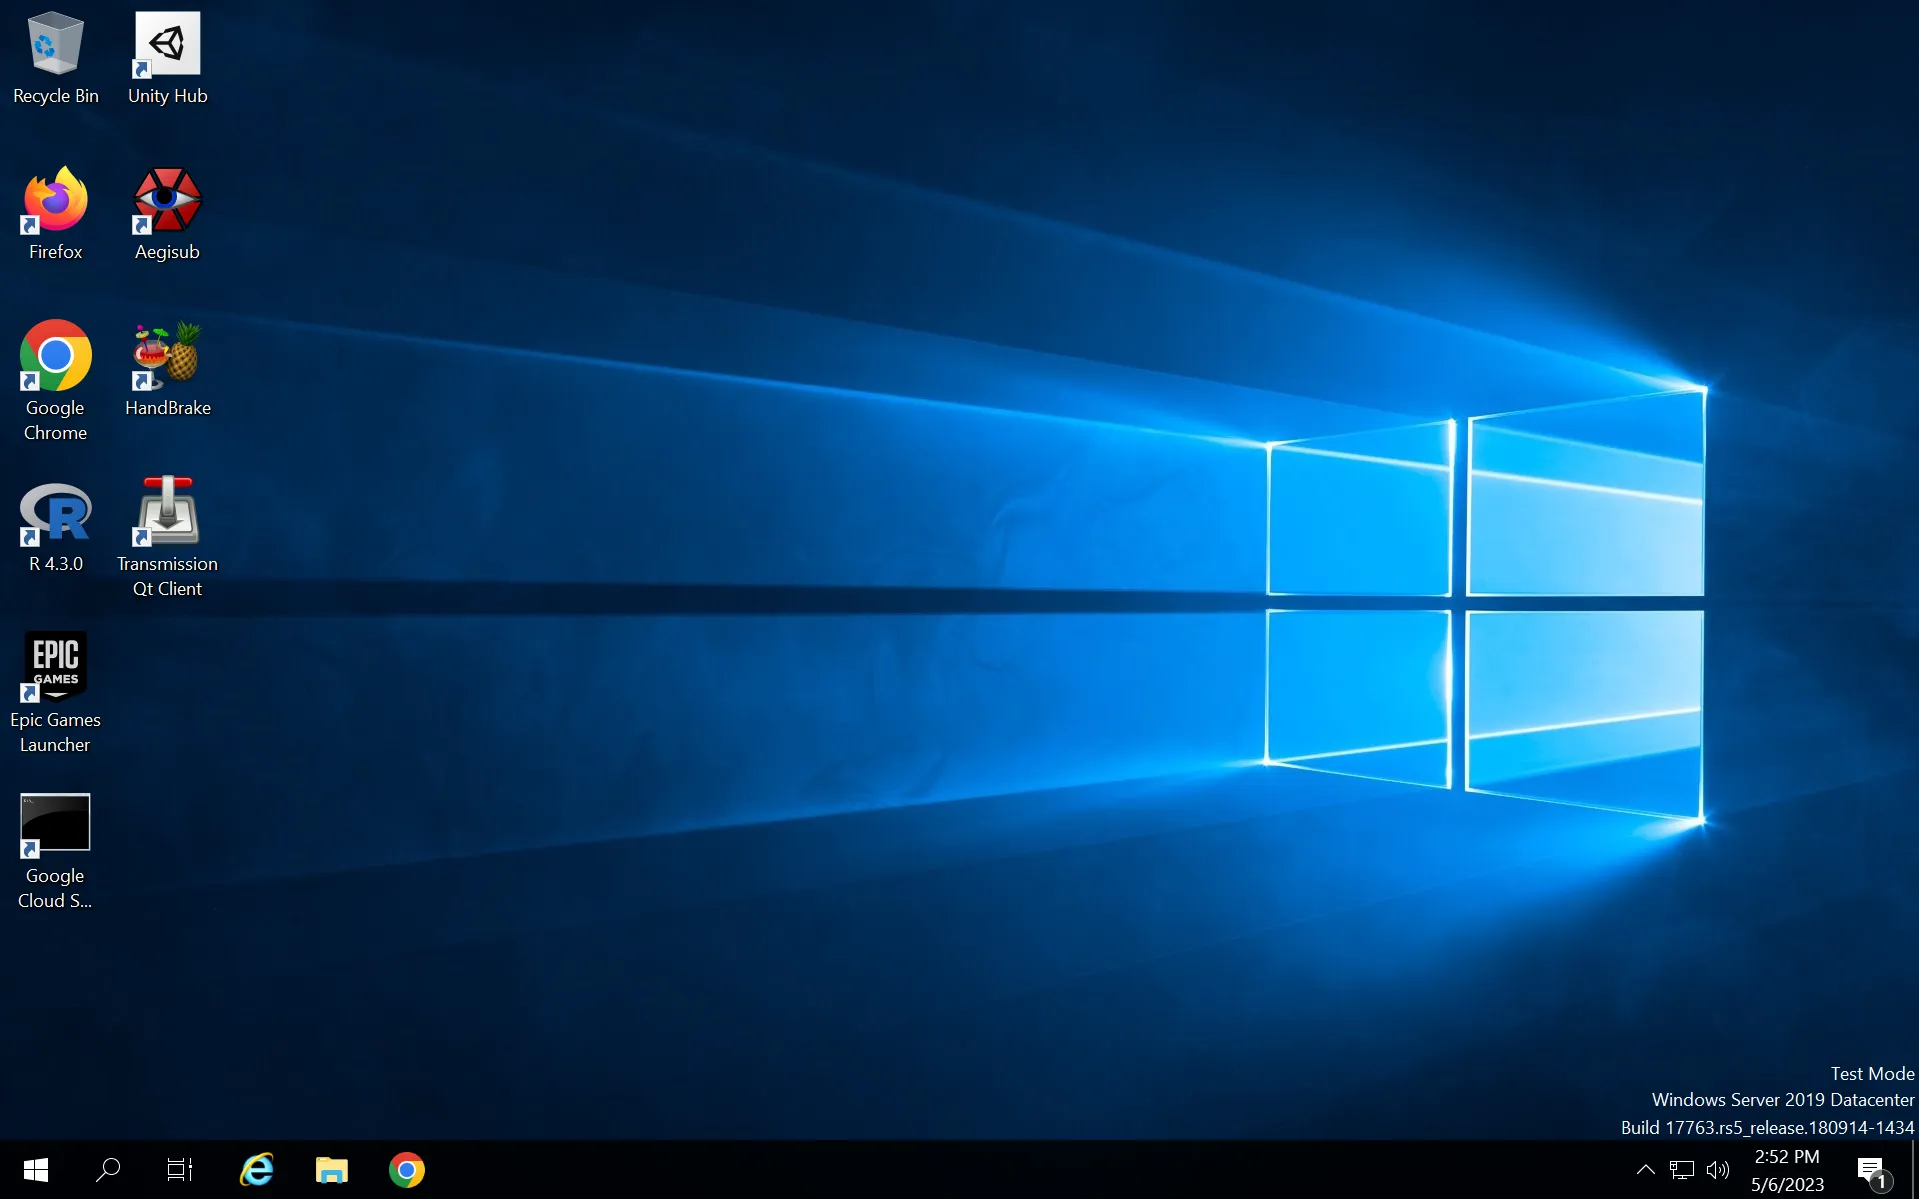 Recycle Bin
Unity Hub
Firefox
Aegisub
Google
Chrome
HandBrake
R 4.3.0
Transmission
Qt Client
EPIC
GAMES
Epic Games
Launcher
Google
Cloud S...
Test Mode
Windows Server 2019 Datacenter
Build 17763.rs5_release.180914-1434
2:52 PM
5/6/2023
1